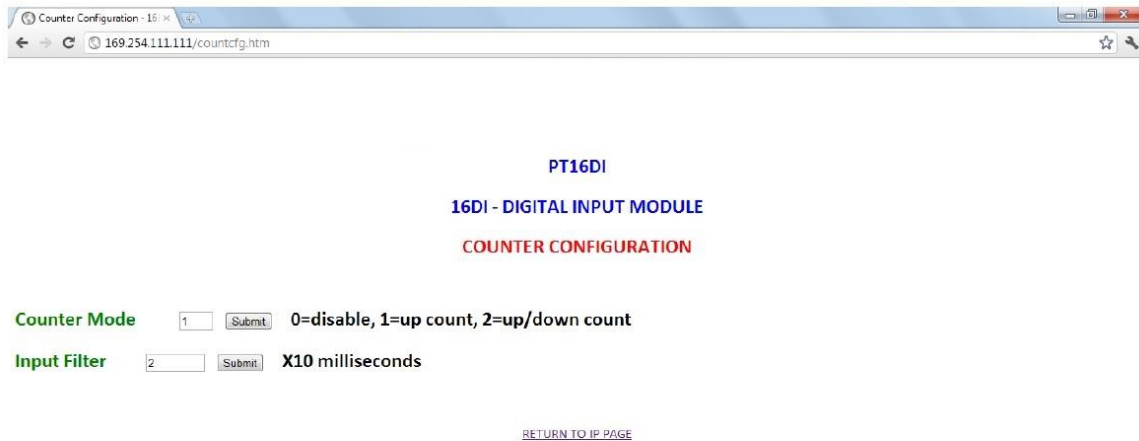 Counter Configuration - 16
169.254.111.111/countcfg.htm
PT16DI
16DI - DIGITAL INPUT MODULE
COUNTER CONFIGURATION
Counter Mode 1 Submit 0=disable, 1=up count, 2=up/down count
Input Filter 2 Submit X10 milliseconds
RETURN TO IP PAGE